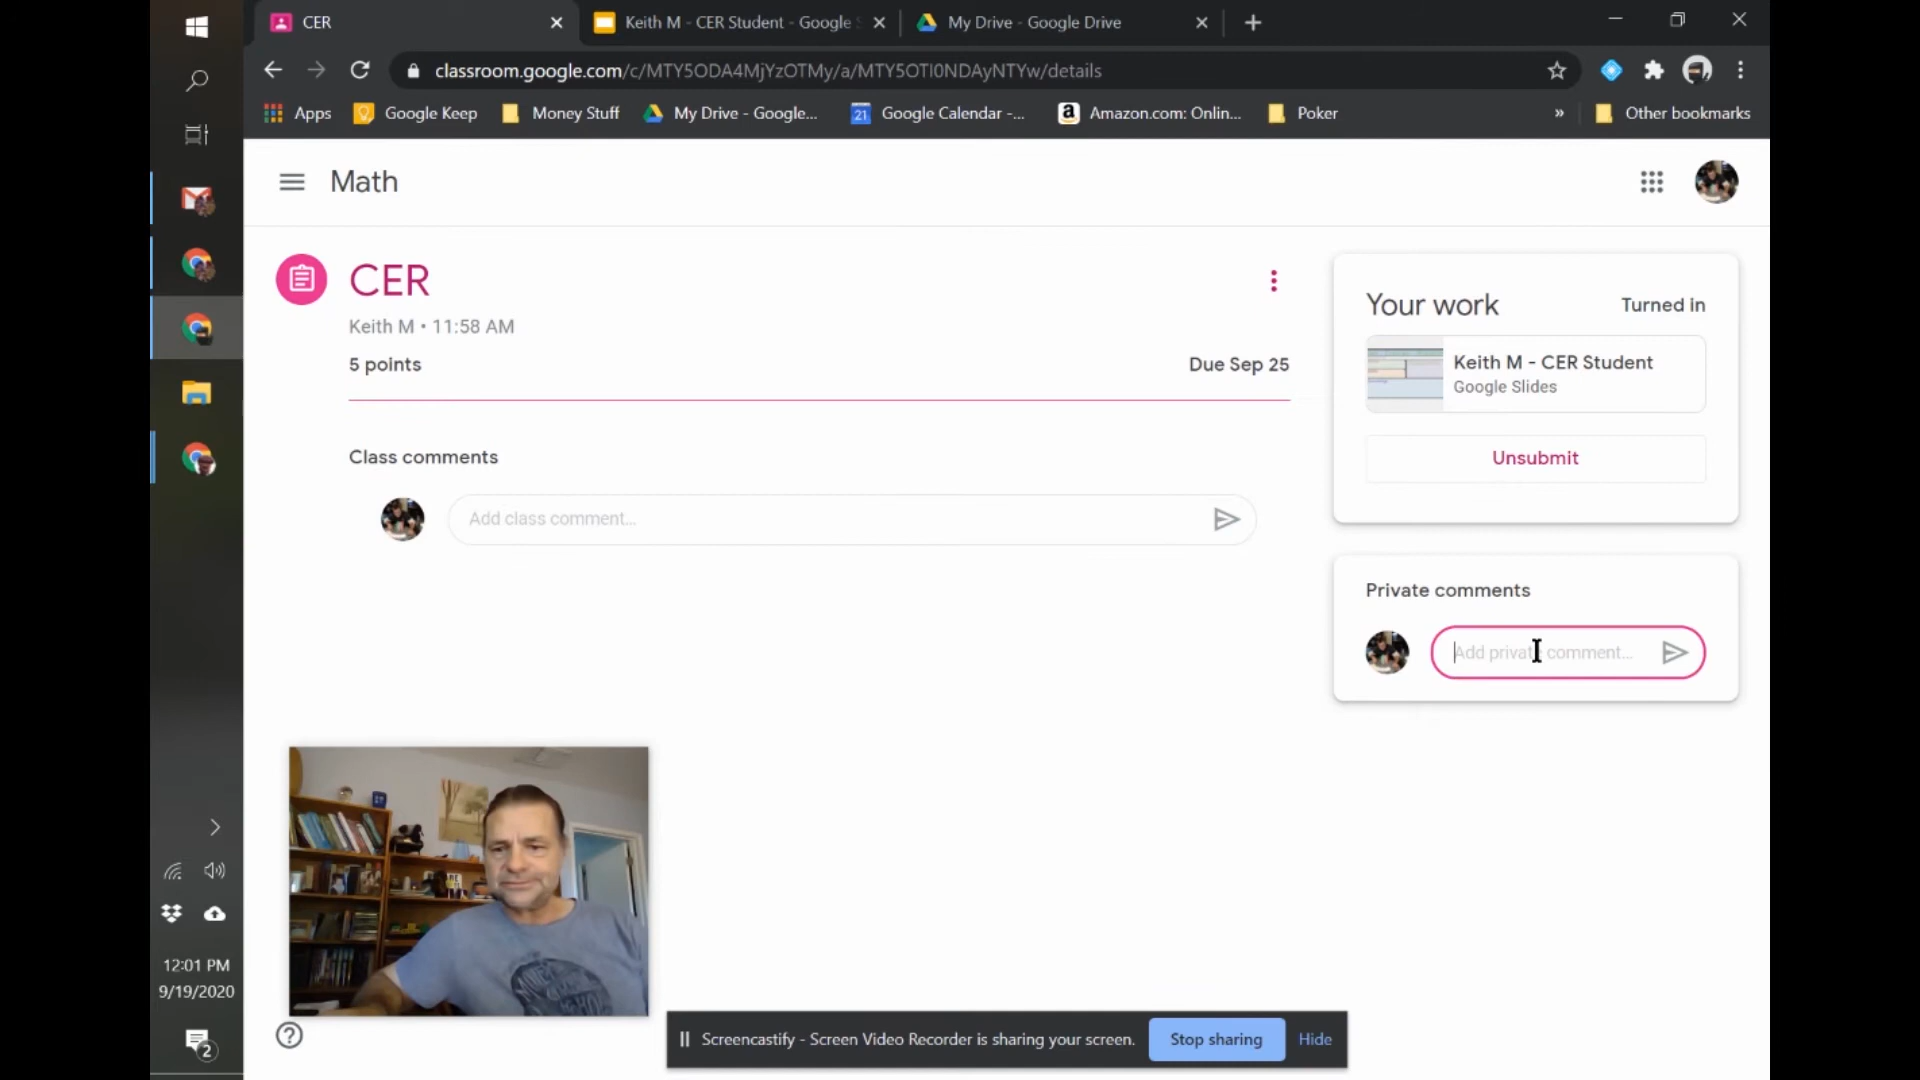 CER
Keith M - CER Student - Google S
My Drive - Google Drive
classroom.google.com/c/MTY5ODA4MjYzOTMy/a/MTY5OTI0NDAyNTYw/details
Apps
Google Keep
Money Stuff
My Drive - Google...
21
Google Calendar -...
a
Amazon.com: Onlin...
Poker
»
Other bookmarks
Math
CER
Keith M • 11:58 AM
5 points
Due Sep 25
Your work
Turned in
Keith M - CER Student
Google Slides
Unsubmit
Class comments
Add class comment...
Private comments
Add private comment...
12:01 PM
9/19/2020
2
?
Screencastify - Screen Video Recorder is sharing your screen.
Stop sharing
Hide